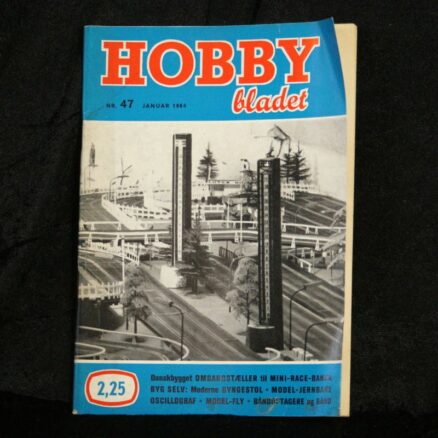 HOBBY
bladet
NR. 47 JANUAR 1964
2,25
Danskbygget OMGANGSTÆLLER til MINI-RACE-BANEN
BYG SELV: Moderne GYNGESTOL • MODEL-JERNBANE
OSCILLOGRAF • MODEL-FLY • BÅNDOPTAGERE og BÅND